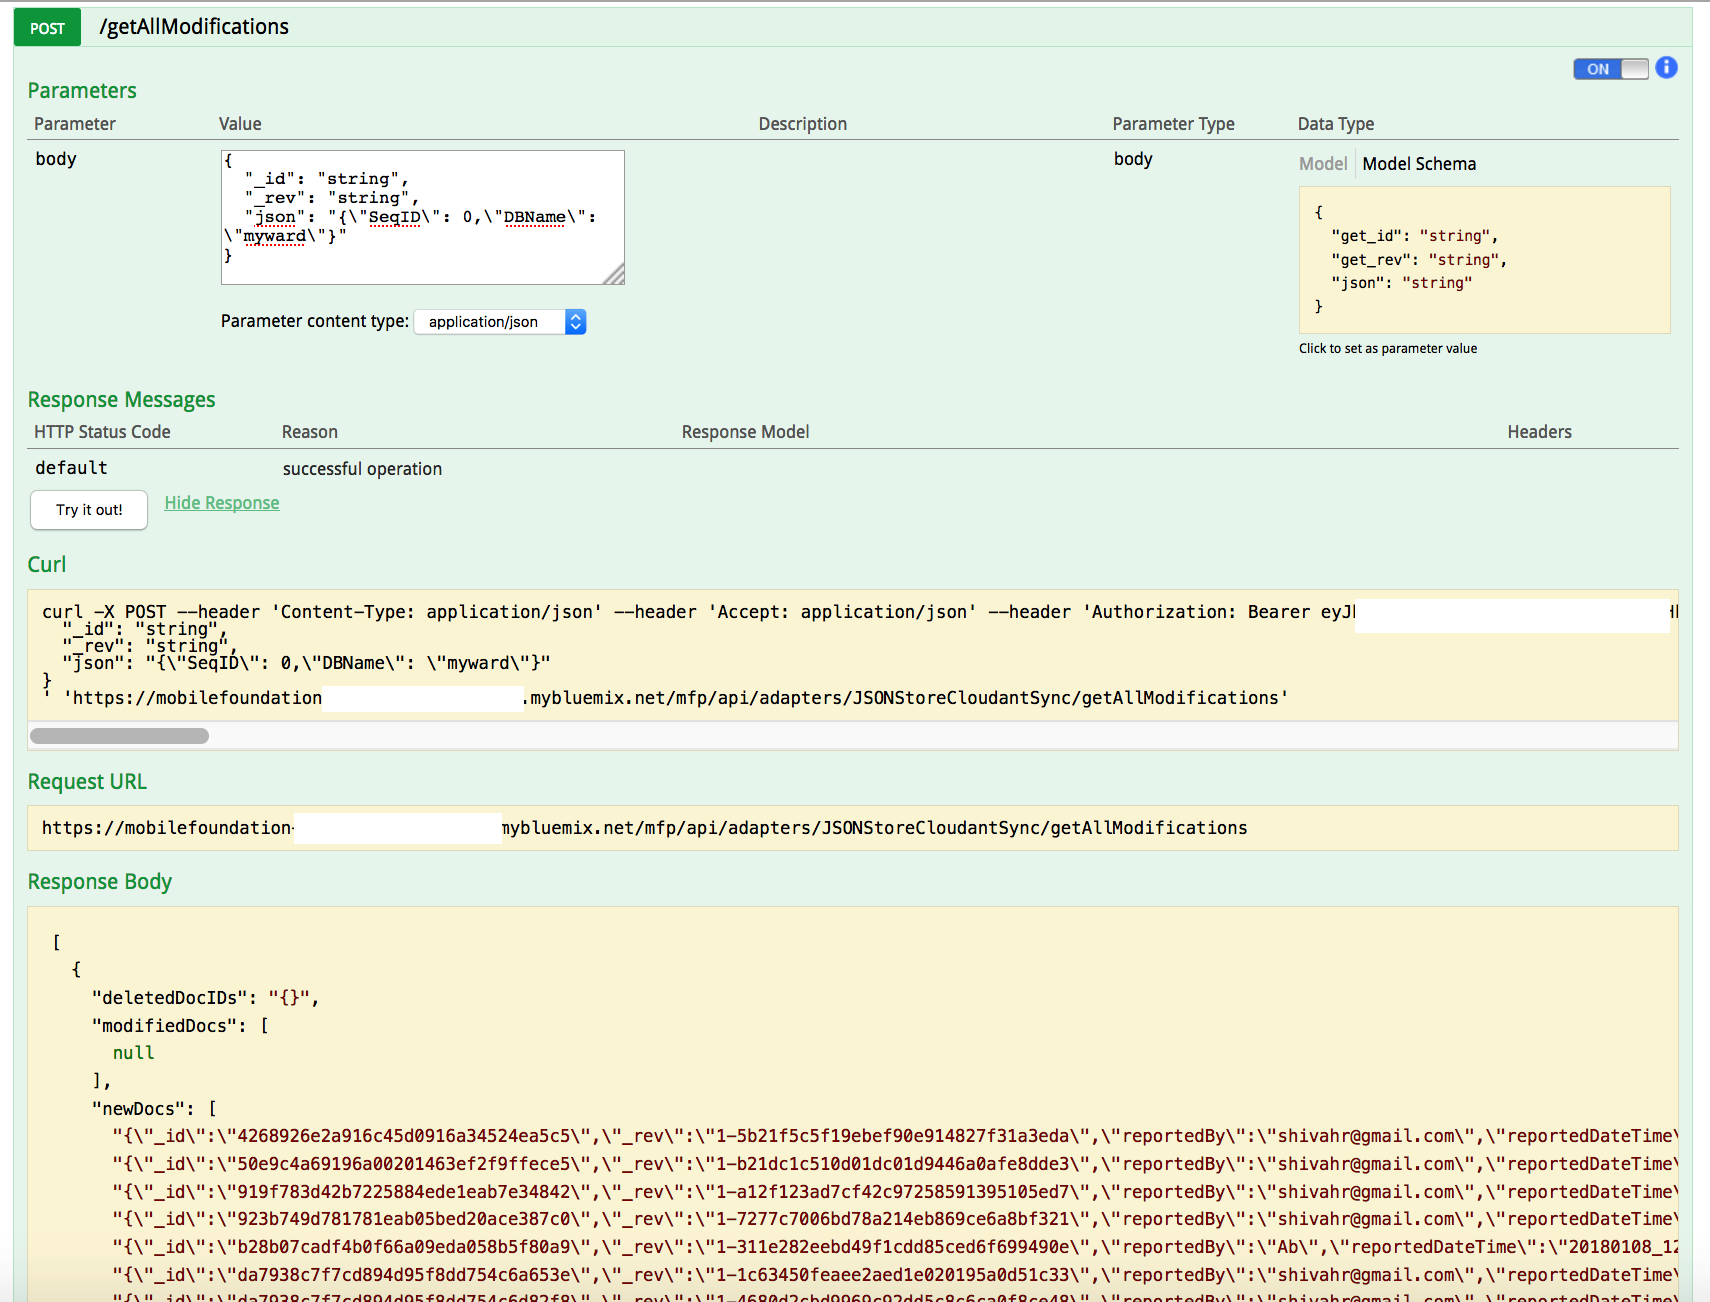 POST /getAllModifications
ON
Parameters
Parameter Value Description Parameter Type Data Type
body body
{
"_id": "string",
"_rev": "string",
"json": "{\"SeqID\": 0,\"DBName\":
\"myward\"}"
}
Parameter content type: application/json
Model Model Schema
{
"get_id": "string",
"get_rev": "string",
"json": "string"
}
Click to set as parameter value
Response Messages
HTTP Status Code Reason Response Model Headers
default successful operation
Try it out! Hide Response
Curl
curl -X POST --header 'Content-Type: application/json' --header 'Accept: application/json' --header 'Authorization: Bearer
"_id": "string",
"_rev": "string",
"json": "{\"SeqID\": 0,\"DBName\": \"myward\"}"
}
' 'https://mobilefoundation .mybluemix.net/mfp/api/adapters/JSONStoreCloudantSync/getAllModifications'
Request URL
https://mobilefoundation- mybluemix.net/mfp/api/adapters/JSONStoreCloudantSync/getAllModifications
Response Body
[
{
"deletedDocIDs": "{}",
"modifiedDocs": [
null
],
"newDocs": [
"{\"_id\":\"4268926e2a916c45d0916a34524ea5c5\",\"_rev\":\"1-5b21f5c5f19ebef90e914827f31a3eda\",\"reportedBy\":\"shivahr@gmail.com\",\"reportedDateTime\
"{\"_id\":\"50e9c4a69196a00201463ef2f9ffece5\",\"_rev\":\"1-b21dc1c510d01dc01d9446a0afe8dde3\",\"reportedBy\":\"shivahr@gmail.com\",\"reportedDateTime\
"{\"_id\":\"919f783d42b7225884ede1eab7e34842\",\"_rev\":\"1-a12f123ad7cf42c97258591395105ed7\",\"reportedBy\":\"shivahr@gmail.com\",\"reportedDateTime\
"{\"_id\":\"923b749d781781eab05bed20ace387c0\",\"_rev\":\"1-7277c7006bd78a214eb869ce6a8bf321\",\"reportedBy\":\"shivahr@gmail.com\",\"reportedDateTime\
"{\"_id\":\"b28b07cadf4b0f66a09eda058b5f80a9\",\"_rev\":\"1-311e282eebd49f1cdd85ced6f699490e\",\"reportedBy\":\"Ab\",\"reportedDateTime\":\"20180108_12
"{\"_id\":\"da7938c7f7cd894d95f8dd754c6a653e\",\"_rev\":\"1-1c63450feaee2aed1e020195a0d51c33\",\"reportedBy\":\"shivahr@gmail.com\",\"reportedDateTime\